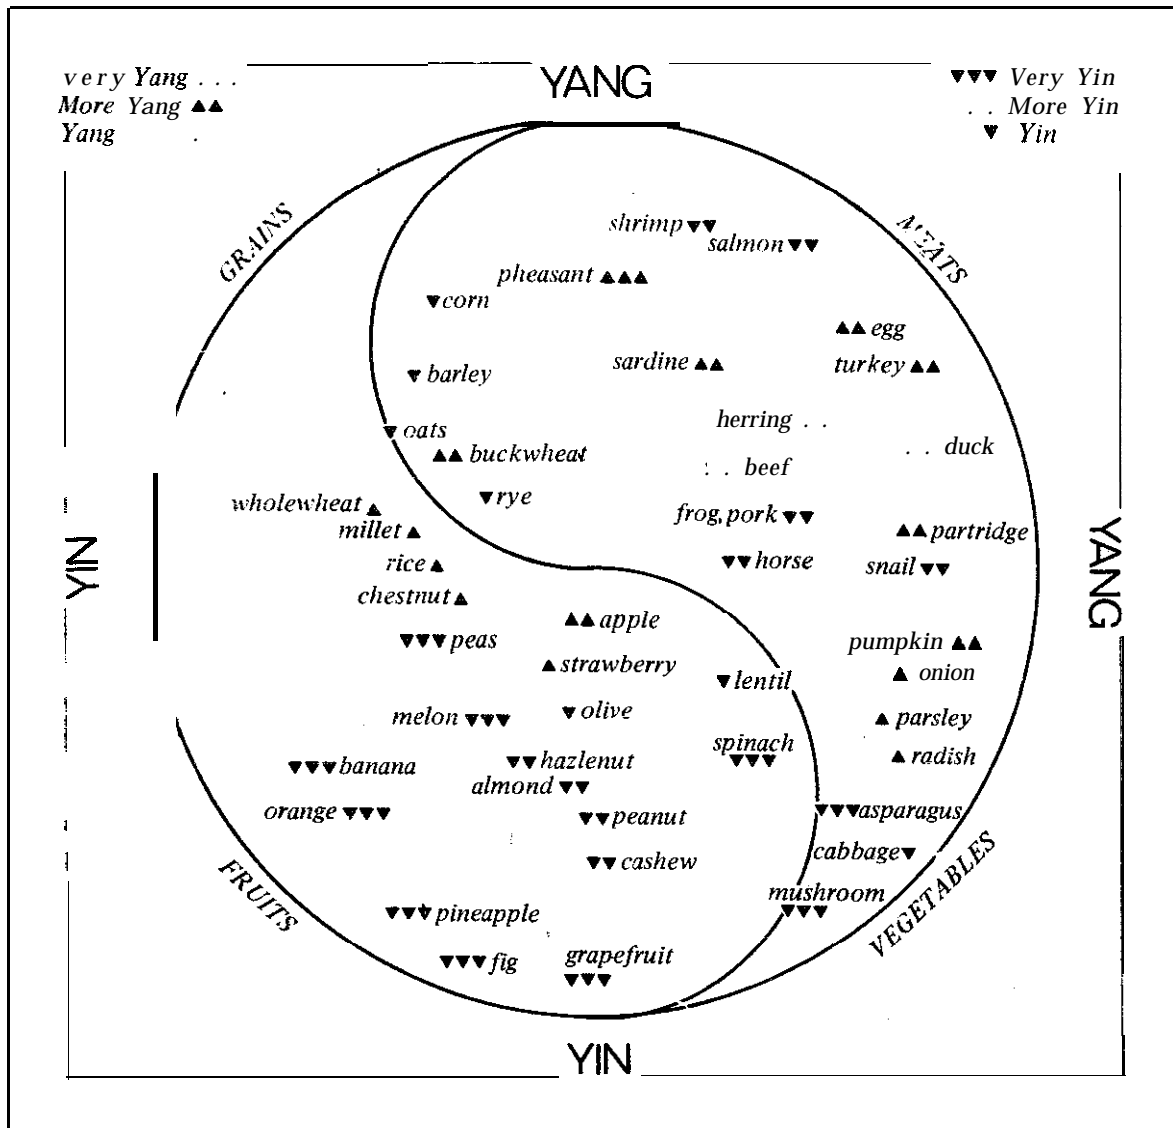 very Yang . . .
More Yang ▲▲
Yang .
YANG
▼▼▼ Very Yin
. . More Yin
▼ Yin
GRAINS
MEATS
shrimp ▼▼
salmon ▼▼
pheasant ▲▲▲
▼ corn
▲▲ egg
sardine ▲▲
turkey ▲▲
▼ barley
herring . .
▼ oats
. . duck
▲▲ buckwheat
. . beef
▼ rye
wholewheat ▲
frog, pork ▼▼
millet ▲
▲▲ partridge
YIN
YANG
rice ▲
▼▼ horse
snail ▼▼
chestnut ▲
▲▲ apple
▼▼▼ peas
pumpkin ▲▲
▲ strawberry
▲ onion
▼ lentil
melon ▼▼▼
▼ olive
▲ parsley
spinach
▼▼▼
▼▼▼ banana
▼▼ hazlenut
▲ radish
almond ▼▼
orange ▼▼▼
▼▼ peanut
▼▼▼ asparagus
▼▼ cashew
cabbage ▼
FRUITS
VEGETABLES
mushroom
▼▼▼
▼▼▼ pineapple
▼▼▼ fig
grapefruit
▼▼▼
YIN